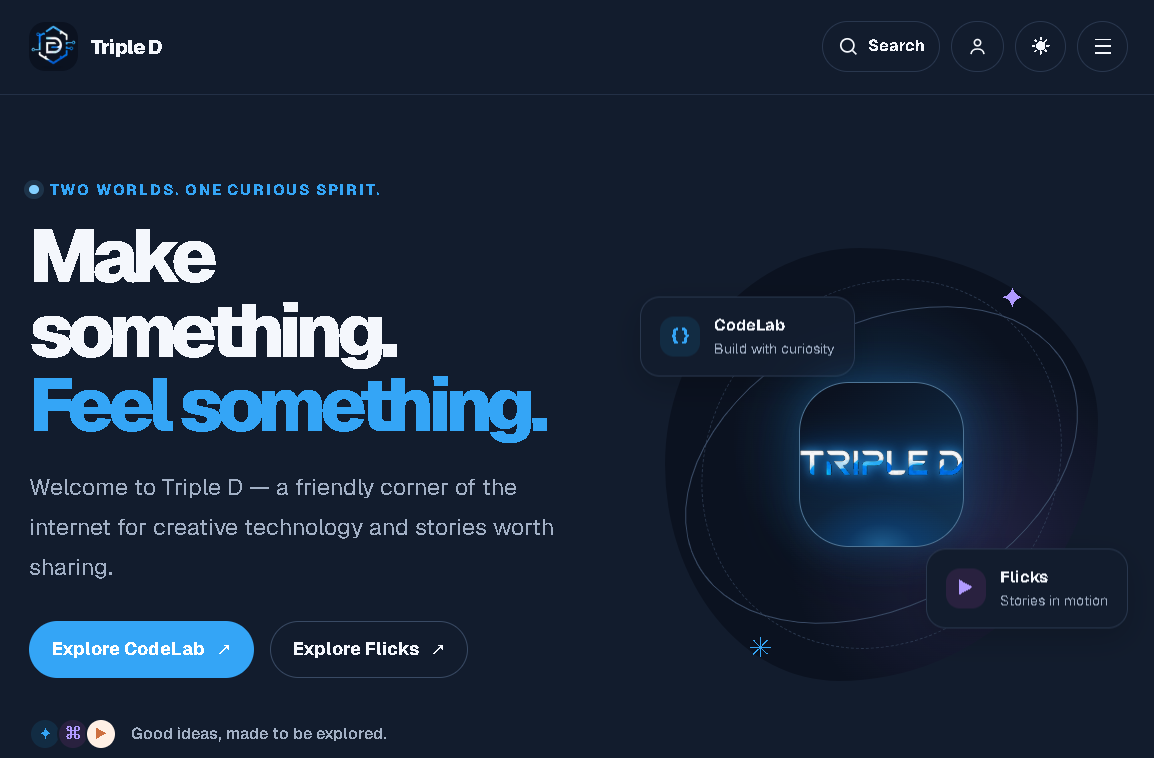 Triple D
Search
TWO WORLDS. ONE CURIOUS SPIRIT.
Make
something.
Feel something.
Welcome to Triple D — a friendly corner of the
internet for creative technology and stories worth
sharing.
Explore CodeLab ↗
Explore Flicks ↗
Good ideas, made to be explored.
CodeLab
Build with curiosity
TRIPLE D
Flicks
Stories in motion